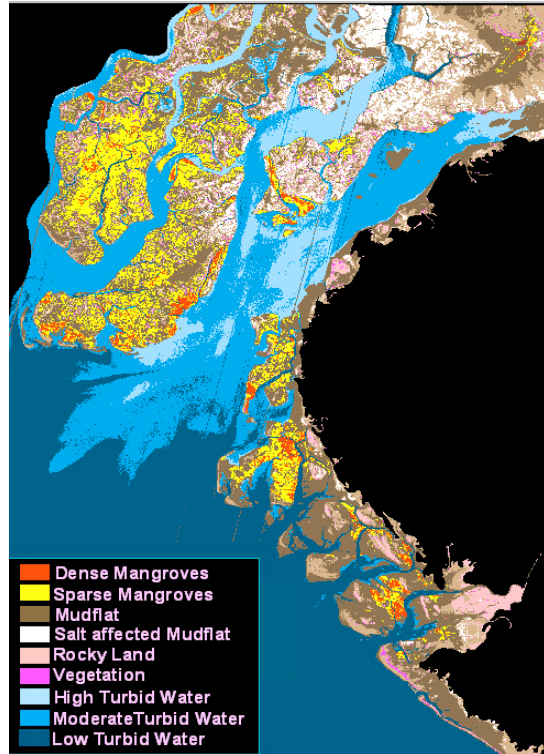 Dense Mangroves
Sparse Mangroves
Mudflat
Salt affected Mudflat
Rocky Land
Vegetation
High Turbid Water
ModerateTurbid Water
Low Turbid Water